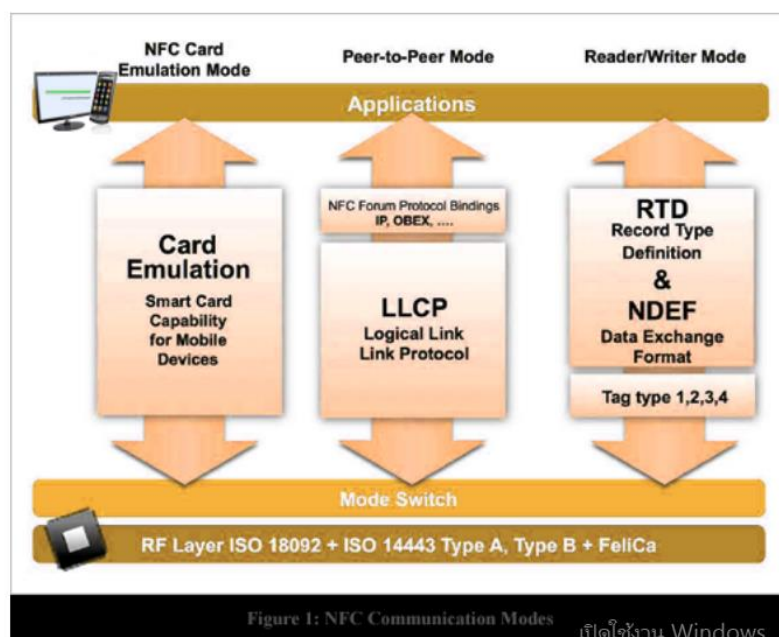 NFC Card
Emulation Mode
Peer-to-Peer Mode
Reader/Writer Mode
Applications
Card
Emulation
Smart Card
Capability
for Mobile
Devices
NFC Forum Protocol Bindings
IP, OBEX, ....
LLCP
Logical Link
Link Protocol
RTD
Record Type
Definition
&
NDEF
Data Exchange
Format
Tag type 1,2,3,4
Mode Switch
RF Layer ISO 18092 + ISO 14443 Type A, Type B + FeliCa
Figure 1: NFC Communication Modes
เปิดใช้งาน Windows